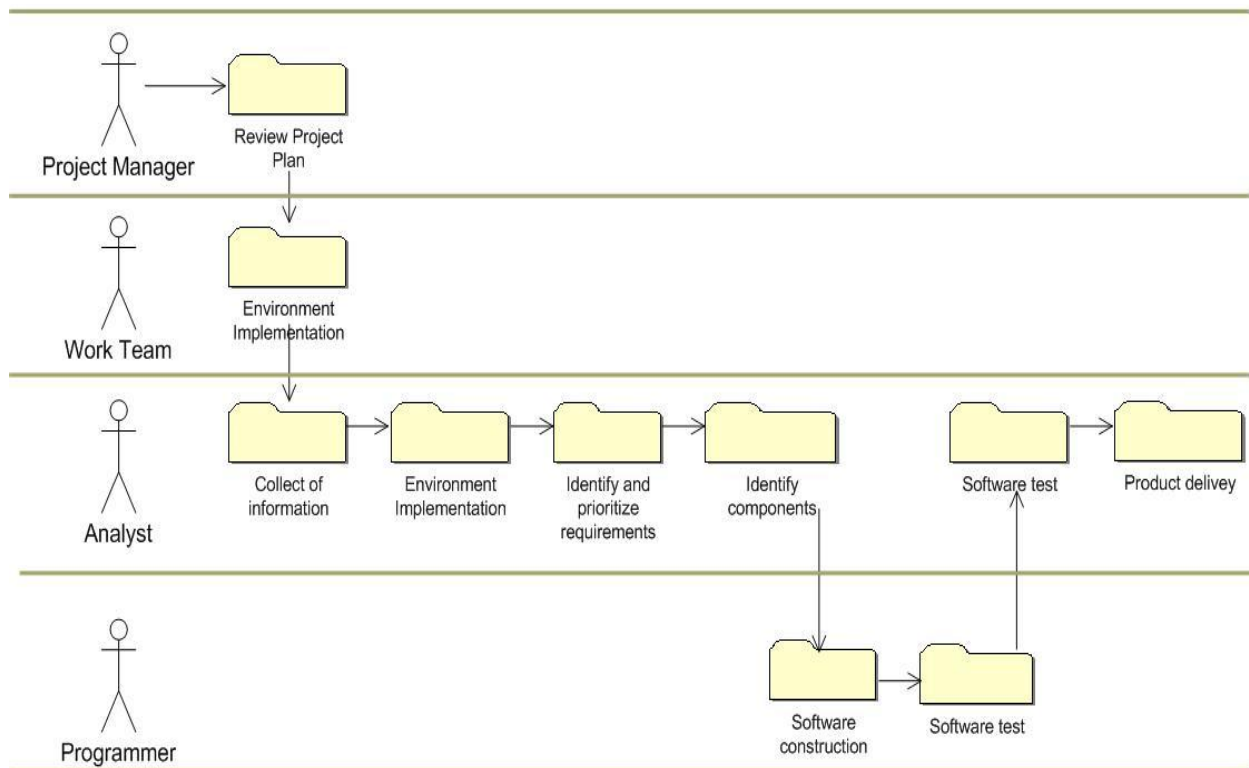 Project Manager
Review Project
Plan
Work Team
Environment
Implementation
Analyst
Collect of
information
Environment
Implementation
Identify and
prioritize
requirements
Identify
components
Software test
Product delivey
Programmer
Software
construction
Software test